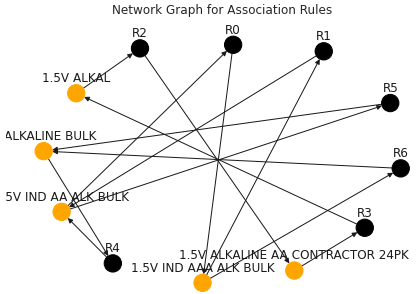 Network Graph for Association Rules
R2
R0
R1
1.5V ALKAL
R5
ALKALINE BULK
R6
5V IND AA ALK BULK
R3
R4
1.5V ALKALINE AA CONTRACTOR 24PK
1.5V IND AAA ALK BULK